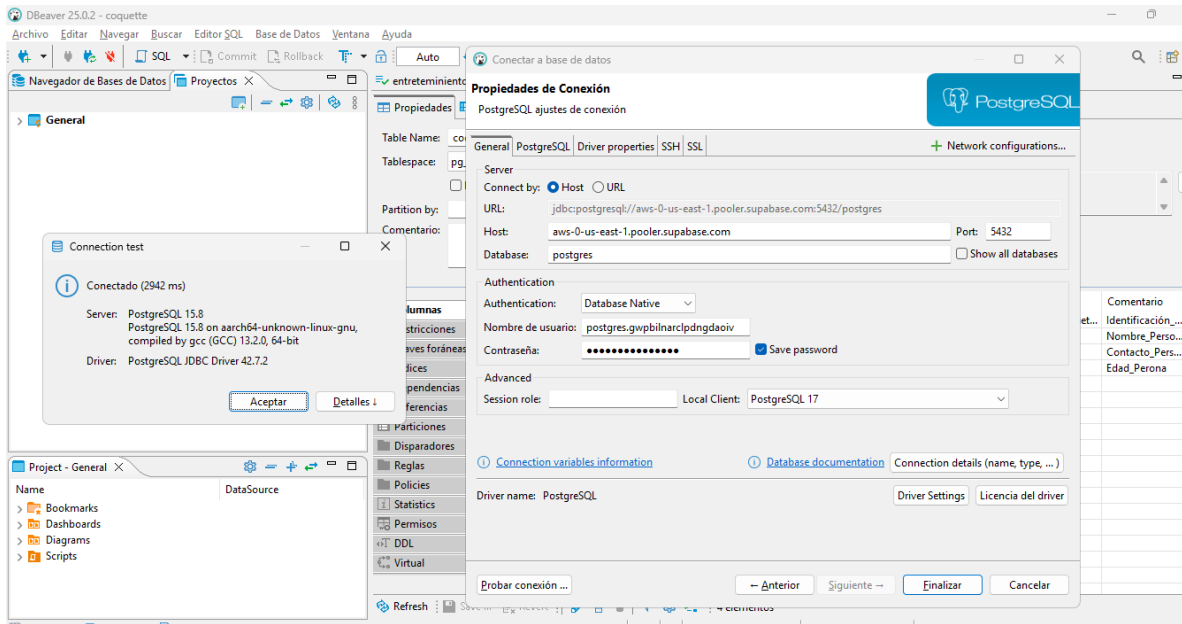 DBeaver 25.0.2 - coquette
Archivo Editar Navegar Buscar Editor SQL Base de Datos Ventana Ayuda
SQL Commit Rollback Auto
Navegador de Bases de Datos Proyectos
General
entretenimiento
Propiedades
Table Name:
Tablespace: pg_
Partition by:
Comentario:
Conectar a base de datos
Propiedades de Conexión
PostgreSQL ajustes de conexión
PostgreSQL
General PostgreSQL Driver properties SSH SSL
Network configurations...
Server
Connect by: Host URL
URL: jdbc:postgresql://aws-0-us-east-1.pooler.supabase.com:5432/postgres
Host: aws-0-us-east-1.pooler.supabase.com Port: 5432
Database: postgres Show all databases
Authentication
Authentication: Database Native
Nombre de usuario: postgres.gwpbilnarclpdngdaoiv
Contraseña: ••••••••••••••• Save password
Advanced
Session role: Local Client: PostgreSQL 17
Connection variables information Database documentation Connection details (name, type, ... )
Driver name: PostgreSQL Driver Settings Licencia del driver
Probar conexión ... ← Anterior Siguiente → Finalizar Cancelar
Connection test
Conectado (2942 ms)
Server: PostgreSQL 15.8
PostgreSQL 15.8 on aarch64-unknown-linux-gnu,
compiled by gcc (GCC) 13.2.0, 64-bit
Driver: PostgreSQL JDBC Driver 42.7.2
Aceptar Detalles ↓
lumnas
stricciones
aves foráneas
dices
pendencias
ferencias
Particiones
Disparadores
Reglas
Policies
Statistics
Permisos
DDL
Virtual
Comentario
et... Identificación_...
Nombre_Perso...
Contacto_Pers...
Edad_Perona
Project - General
Name DataSource
Bookmarks
Dashboards
Diagrams
Scripts
Refresh 4 elementos